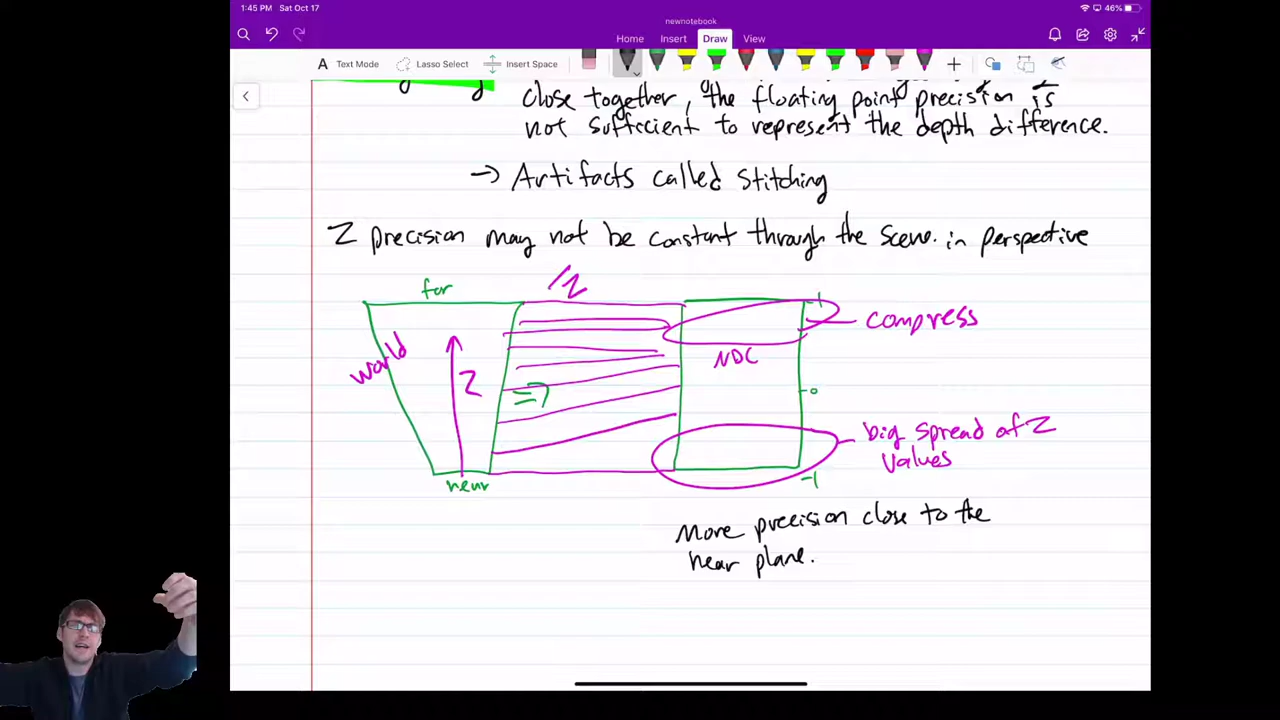 1:45 PM Sat Oct 17
46%
newnotebook
Home Insert Draw View
Text Mode Lasso Select Insert Space
close together, the floating point precision is
not sufficient to represent the depth difference.
→ Artifacts called Stitching
Z precision may not be constant through the scene. in perspective
far
/Z
+1
compress
world
Z
=>
NDC
0
big spread of Z
values
near
-1
More precision close to the
near plane.